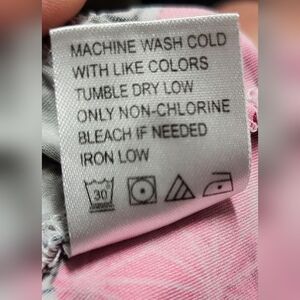 MACHINE WASH COLD
WITH LIKE COLORS
TUMBLE DRY LOW
ONLY NON-CHLORINE
BLEACH IF NEEDED
IRON LOW
30